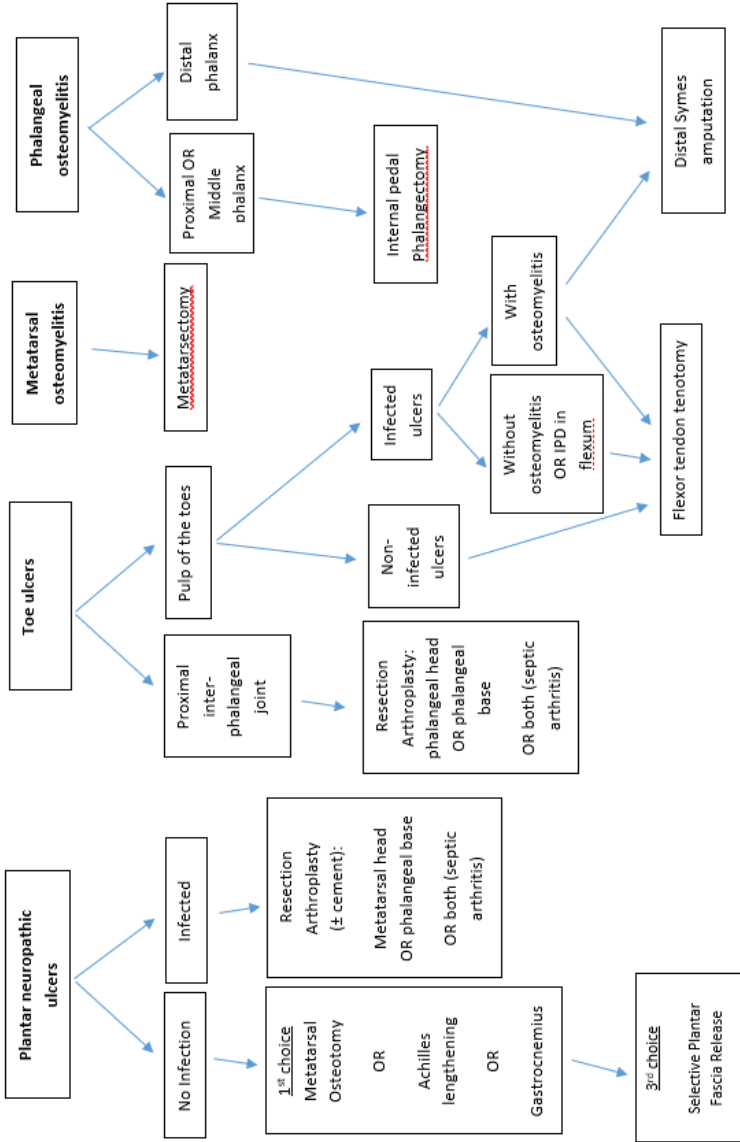 Plantar neuropathic
ulcers
No Infection
Infected
1st choice
Metatarsal
Osteotomy
OR
Achilles
lengthening
OR
Gastrocnemius
3rd choice
Selective Plantar
Fascia Release
Resection
Arthroplasty
(± cement):
Metatarsal head
OR phalangeal base
OR both (septic
arthritis)
Toe ulcers
Proximal
inter-
phalangeal
joint
Pulp of the toes
Resection
Arthroplasty:
phalangeal head
OR phalangeal
base
OR both (septic
arthritis)
Non-
infected
ulcers
Infected
ulcers
Without
osteomyelitis
OR IPD in
flexum
With
osteomyelitis
Flexor tendon tenotomy
Metatarsal
osteomyelitis
Metatarsectomy
Phalangeal
osteomyelitis
Proximal OR
Middle
phalanx
Distal
phalanx
Internal pedal
Phalangectomy
Distal Symes
amputation